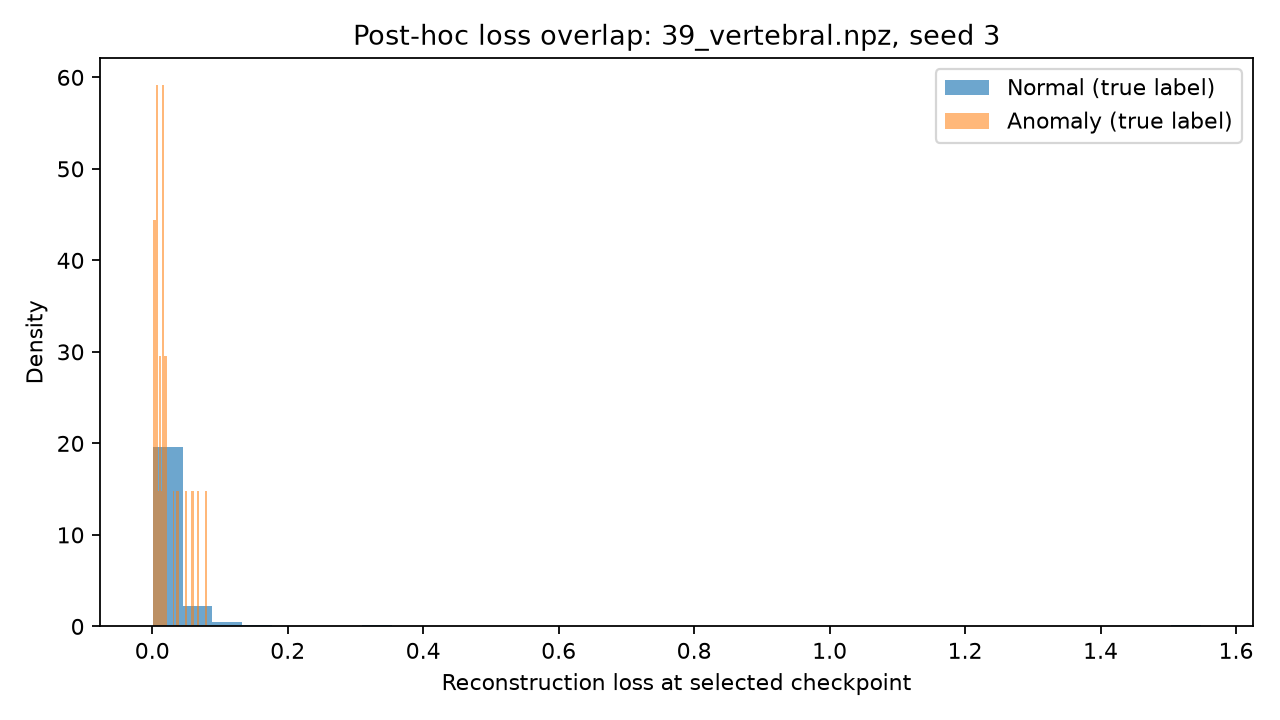 Post-hoc loss overlap: 39_vertebral.npz, seed 3
Normal (true label)
Anomaly (true label)
Density
60
50
40
30
20
10
0
0.0 0.2 0.4 0.6 0.8 1.0 1.2 1.4 1.6
Reconstruction loss at selected checkpoint